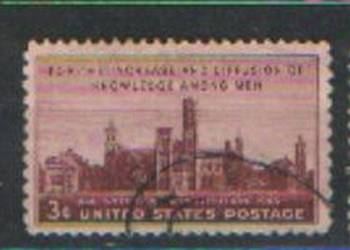 FOR THE INCREASE AND DIFFUSION OF
KNOWLEDGE AMONG MEN
3¢ UNITED STATES POSTAGE